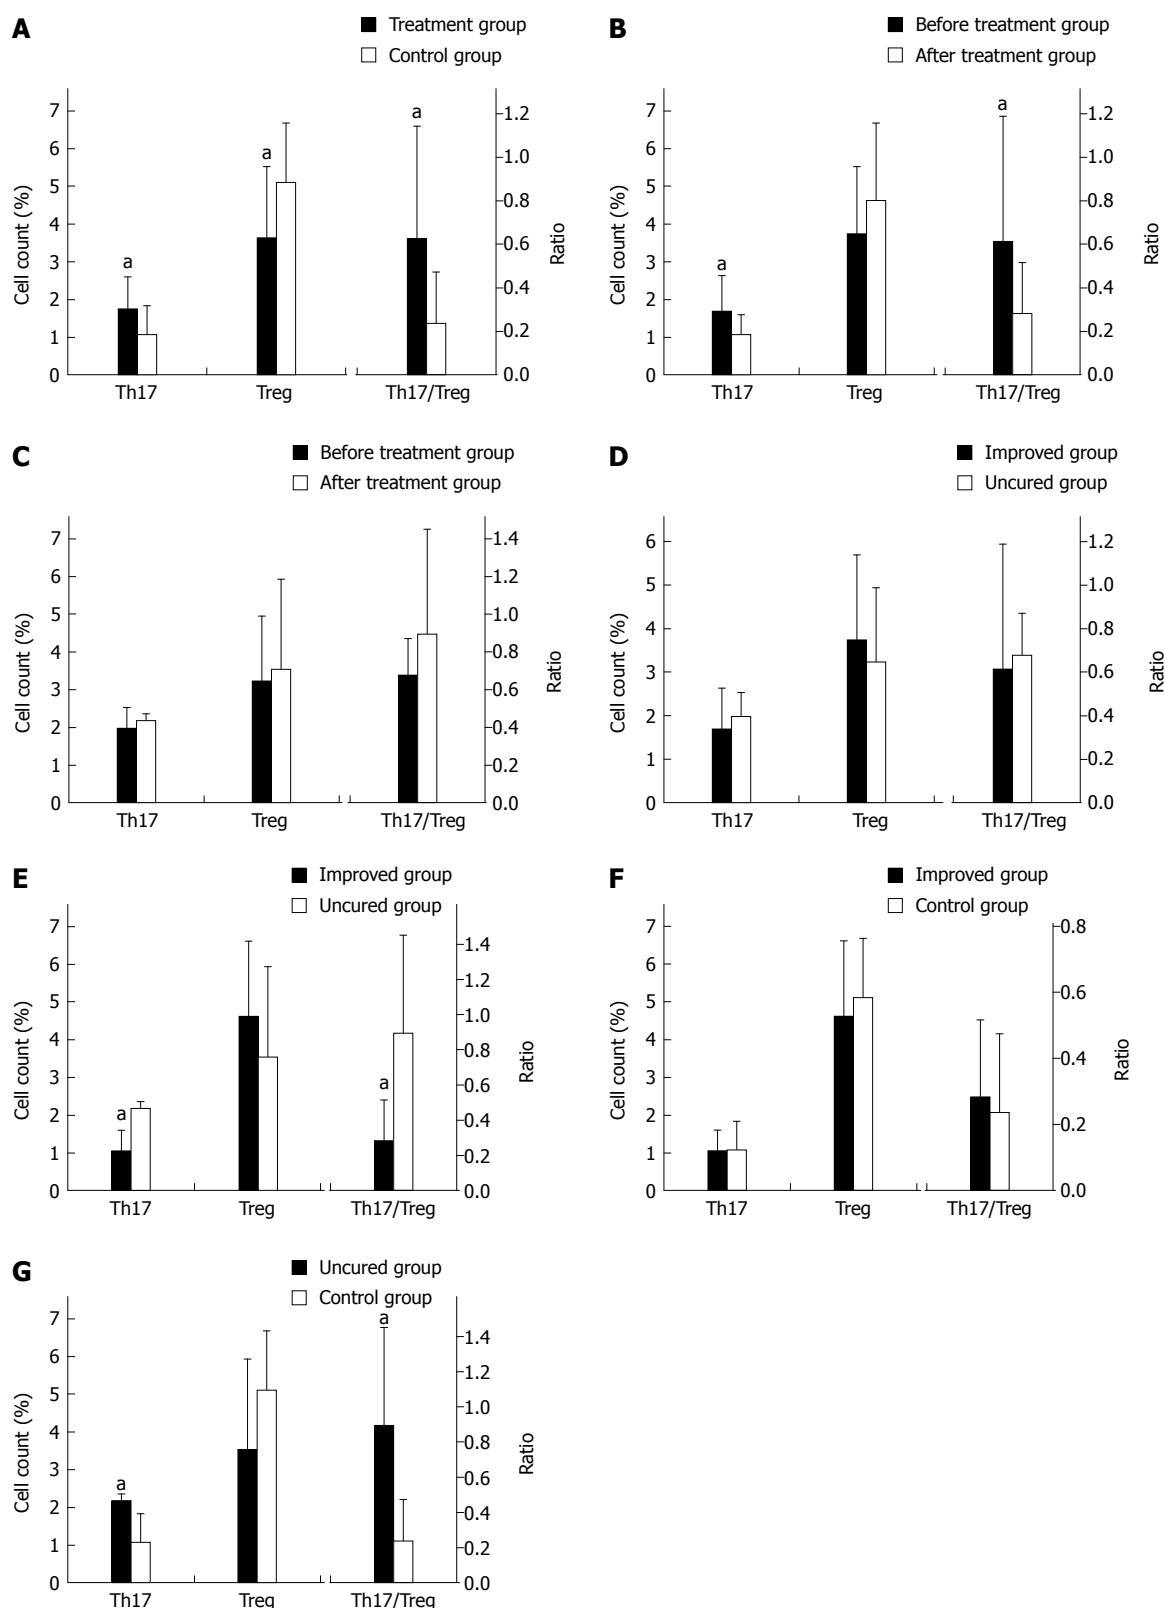 A
Treatment group
Control group
Cell count (%)
7
6
5
4
3
2
1
0
a
a
a
1.2
1.0
0.8
0.6
0.4
0.2
0.0
Ratio
Th17
Treg
Th17/Treg
B
Before treatment group
After treatment group
Cell count (%)
7
6
5
4
3
2
1
0
a
a
1.2
1.0
0.8
0.6
0.4
0.2
0.0
Ratio
Th17
Treg
Th17/Treg
C
Before treatment group
After treatment group
Cell count (%)
7
6
5
4
3
2
1
0
1.4
1.2
1.0
0.8
0.6
0.4
0.2
0.0
Ratio
Th17
Treg
Th17/Treg
D
Improved group
Uncured group
Cell count (%)
6
5
4
3
2
1
0
1.2
1.0
0.8
0.6
0.4
0.2
0.0
Ratio
Th17
Treg
Th17/Treg
E
Improved group
Uncured group
Cell count (%)
7
6
5
4
3
2
1
0
a
a
1.4
1.2
1.0
0.8
0.6
0.4
0.2
0.0
Ratio
Th17
Treg
Th17/Treg
F
Improved group
Control group
Cell count (%)
7
6
5
4
3
2
1
0
0.8
0.6
0.4
0.2
0.0
Ratio
Th17
Treg
Th17/Treg
G
Uncured group
Control group
Cell count (%)
7
6
5
4
3
2
1
0
a
a
1.4
1.2
1.0
0.8
0.6
0.4
0.2
0.0
Ratio
Th17
Treg
Th17/Treg